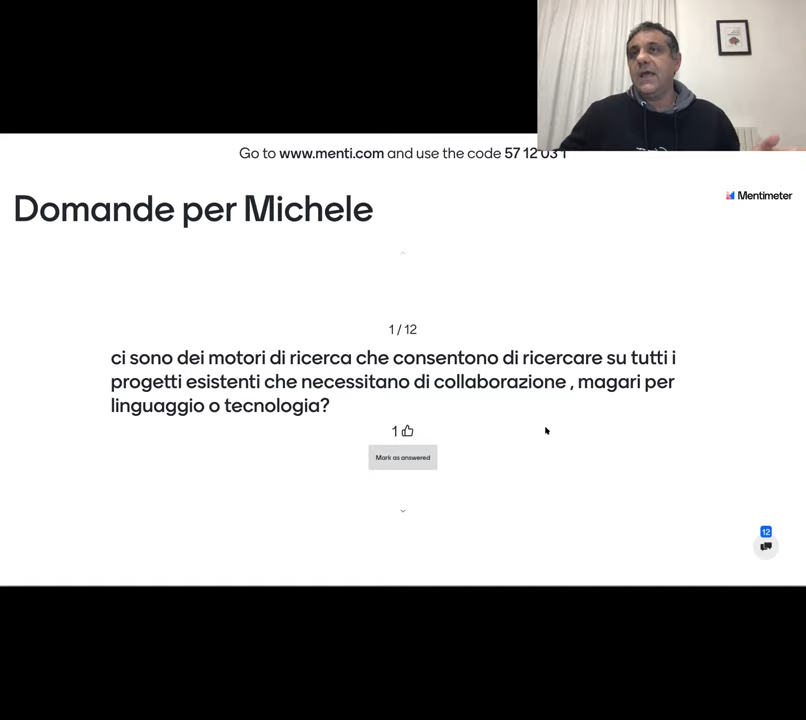 Go to www.menti.com and use the code 57 12 03 1
Domande per Michele
Mentimeter
1 / 12
ci sono dei motori di ricerca che consentono di ricercare su tutti i
progetti esistenti che necessitano di collaborazione , magari per
linguaggio o tecnologia?
1
Mark as answered
12